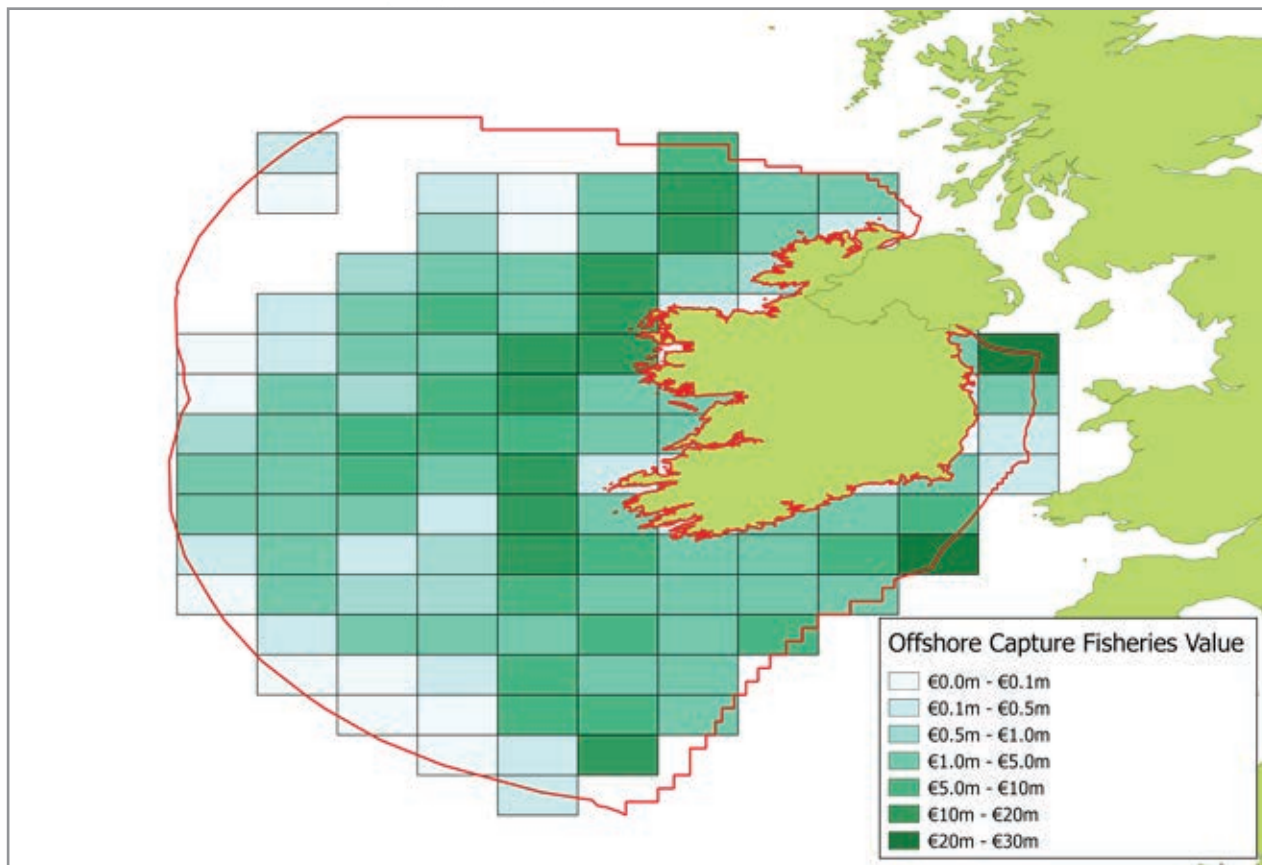 Offshore Capture Fisheries Value
€0.0m - €0.1m
€0.1m - €0.5m
€0.5m - €1.0m
€1.0m - €5.0m
€5.0m - €10m
€10m - €20m
€20m - €30m